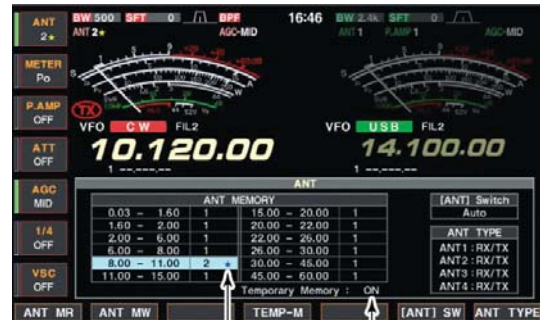 ANT
2★
METER
Po
P.AMP
OFF
ATT
OFF
AGC
MID
1/4
OFF
VSC
OFF
BW 500 SFT 0 BPF 16:46 BW 2.4k SFT 0
ANT 2★ AGC-MID ANT 1 P.AMP 1 AGC-MID
TX
VFO CW FIL2 VFO USB FIL2
10.120.00 14.100.00
1 --,---,-- 1 --,---,--
ANT
ANT MEMORY
0.03 - 1.60 1 15.00 - 20.00 1
1.60 - 2.00 1 20.00 - 22.00 1
2.00 - 6.00 1 22.00 - 26.00 1
6.00 - 8.00 1 26.00 - 30.00 1
8.00 - 11.00 2 ★ 30.00 - 45.00 1
11.00 - 15.00 1 45.00 - 60.00 1
Temporary Memory : ON
[ANT] Switch
Auto
ANT TYPE
ANT1 :RX/TX
ANT2 :RX/TX
ANT3 :RX/TX
ANT4 :RX/TX
ANT MR ANT MW TEMP-M [ANT] SW ANT TYPE